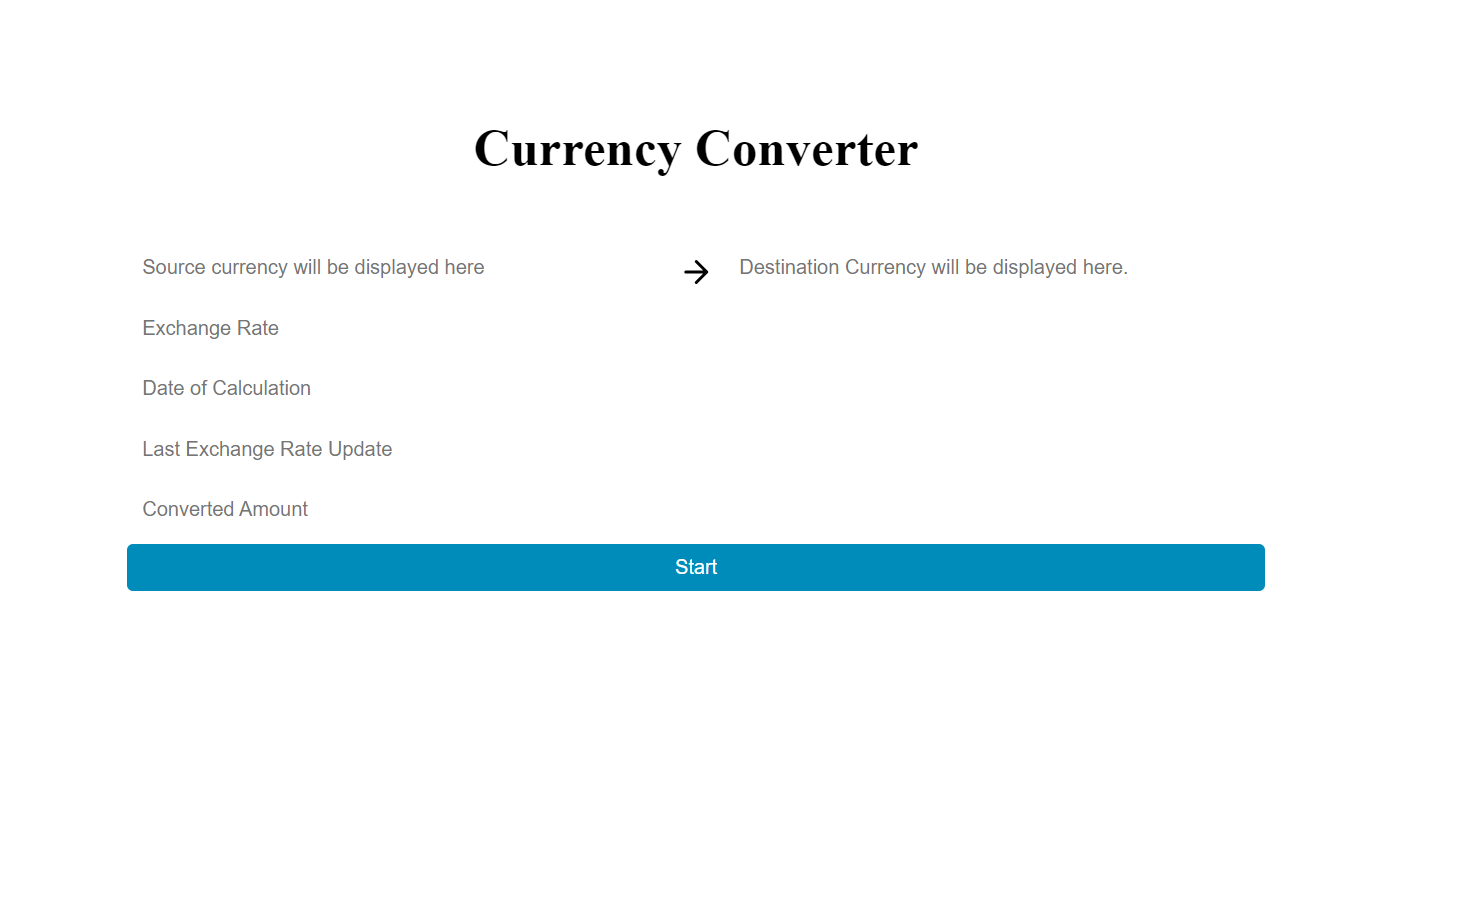 Currency Converter
Source currency will be displayed here
Destination Currency will be displayed here.
Exchange Rate
Date of Calculation
Last Exchange Rate Update
Converted Amount
Start